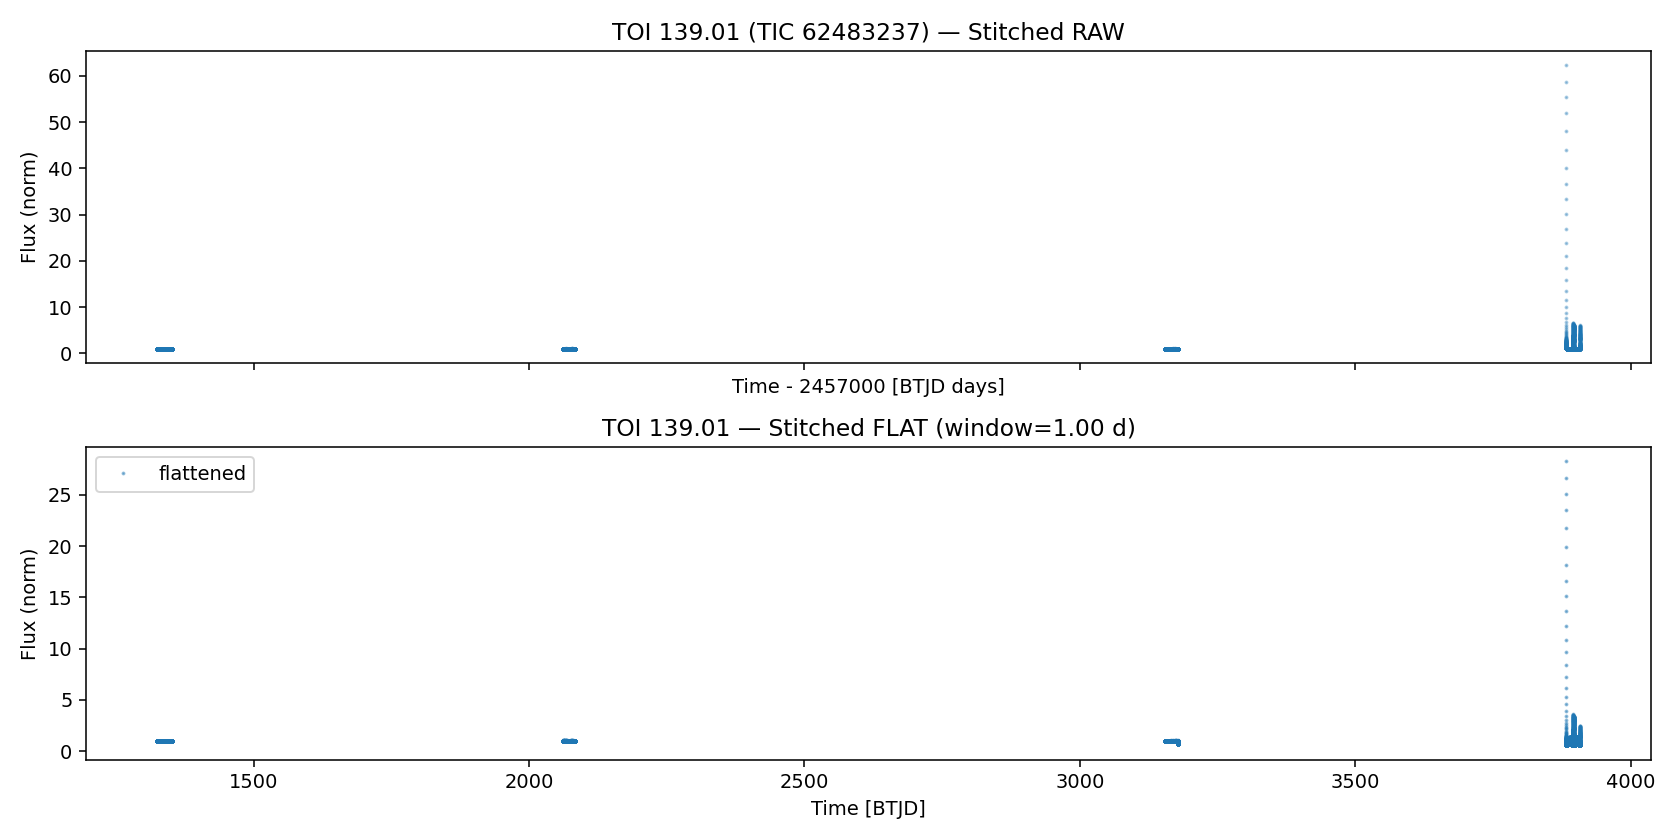 TOI 139.01 (TIC 62483237) — Stitched RAW
60
50
40
30
20
10
0
Flux (norm)
Time - 2457000 [BTJD days]
TOI 139.01 — Stitched FLAT (window=1.00 d)
flattened
25
20
15
10
5
0
Flux (norm)
1500 2000 2500 3000 3500 4000
Time [BTJD]